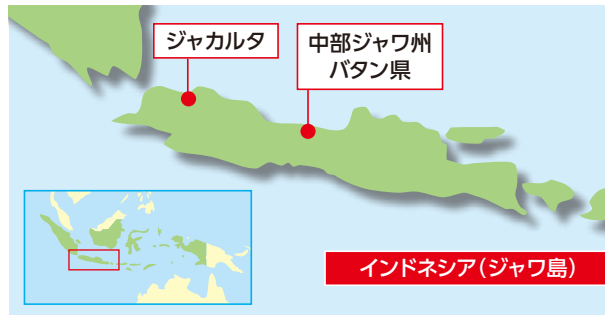 ジャカルタ
中部ジャワ州
バタン県
インドネシア(ジャワ島)